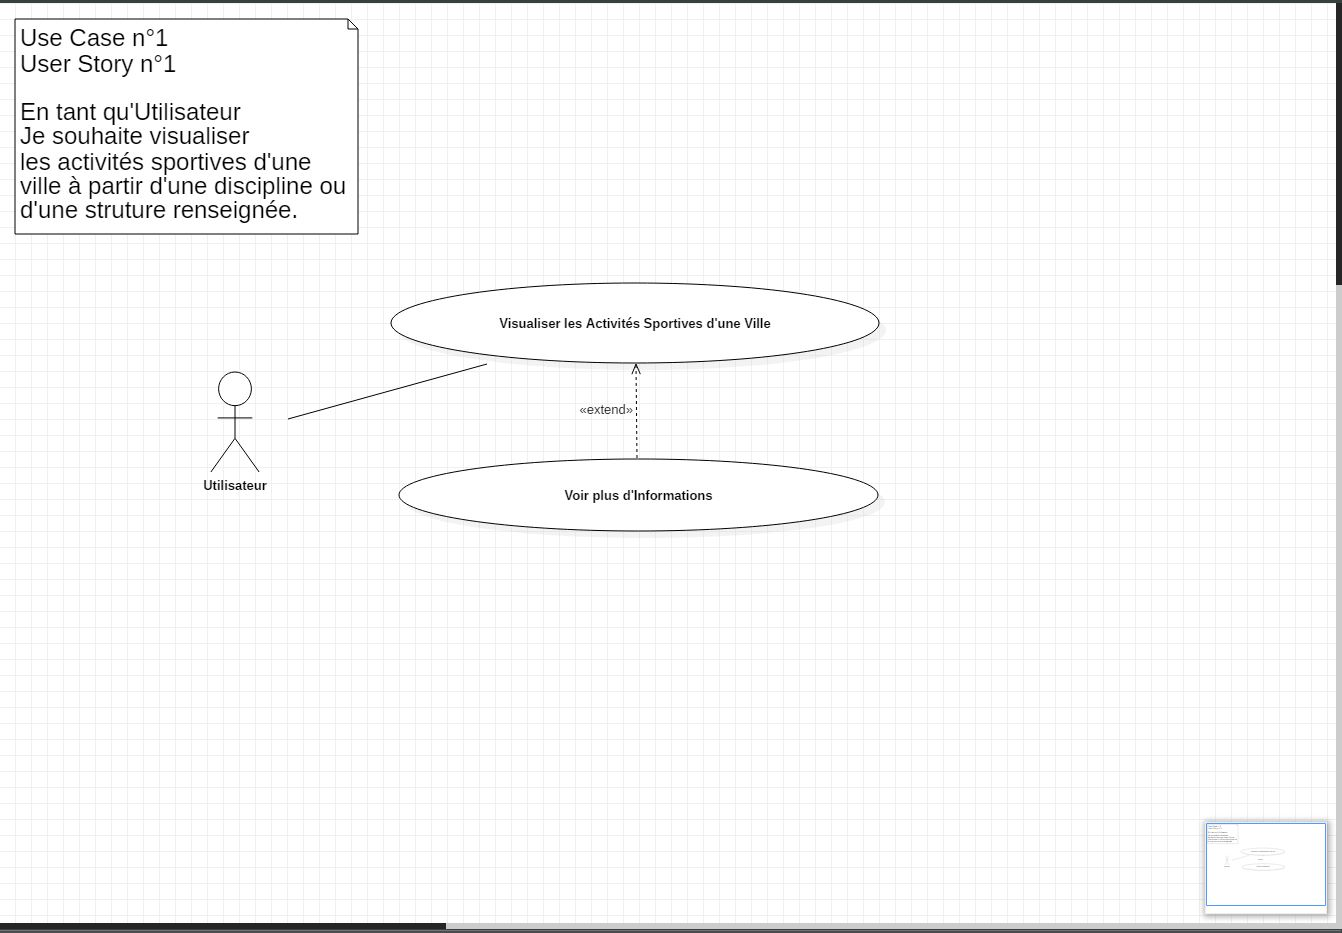 Use Case n°1
User Story n°1
En tant qu'Utilisateur
Je souhaite visualiser
les activités sportives d'une
ville à partir d'une discipline ou
d'une struture renseignée.
Visualiser les Activités Sportives d'une Ville
«extend»
Utilisateur
Voir plus d'Informations